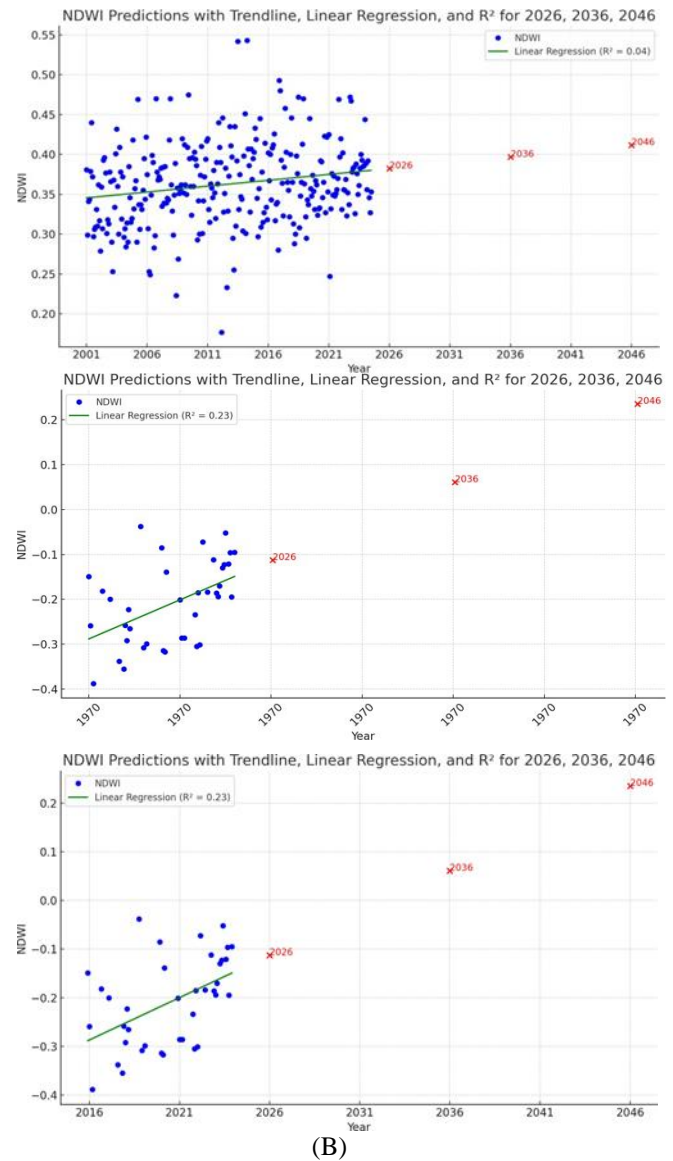 NDWI Predictions with Trendline, Linear Regression, and R² for 2026, 2036, 2046
0.55
NDWI
Linear Regression (R² = 0.04)
0.50
0.45
0.40
2026
2036
2046
0.35
NDWI
0.30
0.25
0.20
2001 2006 2011 2016 2021 2026 2031 2036 2041 2046
Year
NDWI Predictions with Trendline, Linear Regression, and R² for 2026, 2036, 2046
NDWI
Linear Regression (R² = 0.23)
2046
0.2
0.1
2036
0.0
NDWI
−0.1
2026
−0.2
−0.3
−0.4
1970 1970 1970 1970 1970 1970 1970
Year
NDWI Predictions with Trendline, Linear Regression, and R² for 2026, 2036, 2046
NDWI
Linear Regression (R² = 0.23)
2046
0.2
0.1
2036
0.0
NDWI
−0.1
2026
−0.2
−0.3
−0.4
2016 2021 2026 2031 2036 2041 2046
Year
(B)